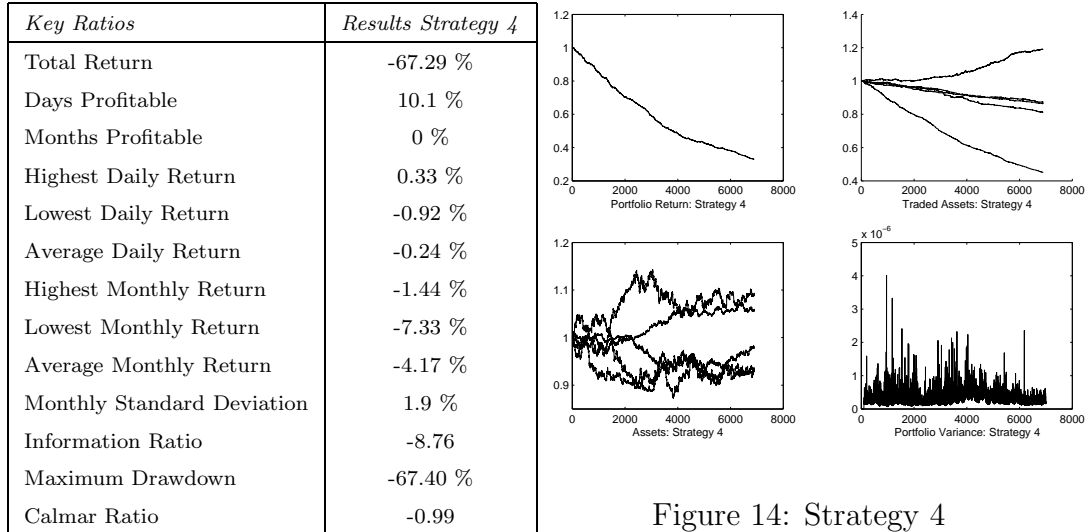 Key Ratios Results Strategy 4
Total Return -67.29 %
Days Profitable 10.1 %
Months Profitable 0 %
Highest Daily Return 0.33 %
Lowest Daily Return -0.92 %
Average Daily Return -0.24 %
Highest Monthly Return -1.44 %
Lowest Monthly Return -7.33 %
Average Monthly Return -4.17 %
Monthly Standard Deviation 1.9 %
Information Ratio -8.76
Maximum Drawdown -67.40 %
Calmar Ratio -0.99
1.2
1
0.8
0.6
0.4
0.2
0 2000 4000 6000 8000
Portfolio Return: Strategy 4
1.4
1.2
1
0.8
0.6
0.4
0 2000 4000 6000 8000
Traded Assets: Strategy 4
1.2
1.1
1
0.9
0 2000 4000 6000 8000
Assets: Strategy 4
x 10⁻⁶
5
4
3
2
1
0
0 2000 4000 6000 8000
Portfolio Variance: Strategy 4
Figure 14: Strategy 4